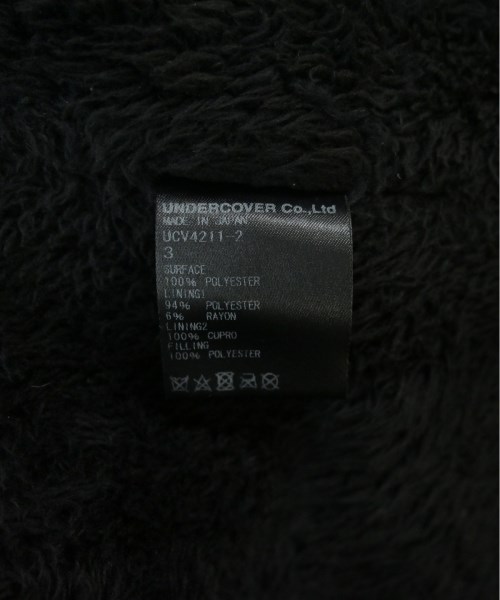 UNDERCOVER Co.,Ltd
MADE IN JAPAN
UCV4211-2
3
SURFACE
100% POLYESTER
LINING1
94% POLYESTER
6% RAYON
LINING2
100% CUPRO
FILLING
100% POLYESTER